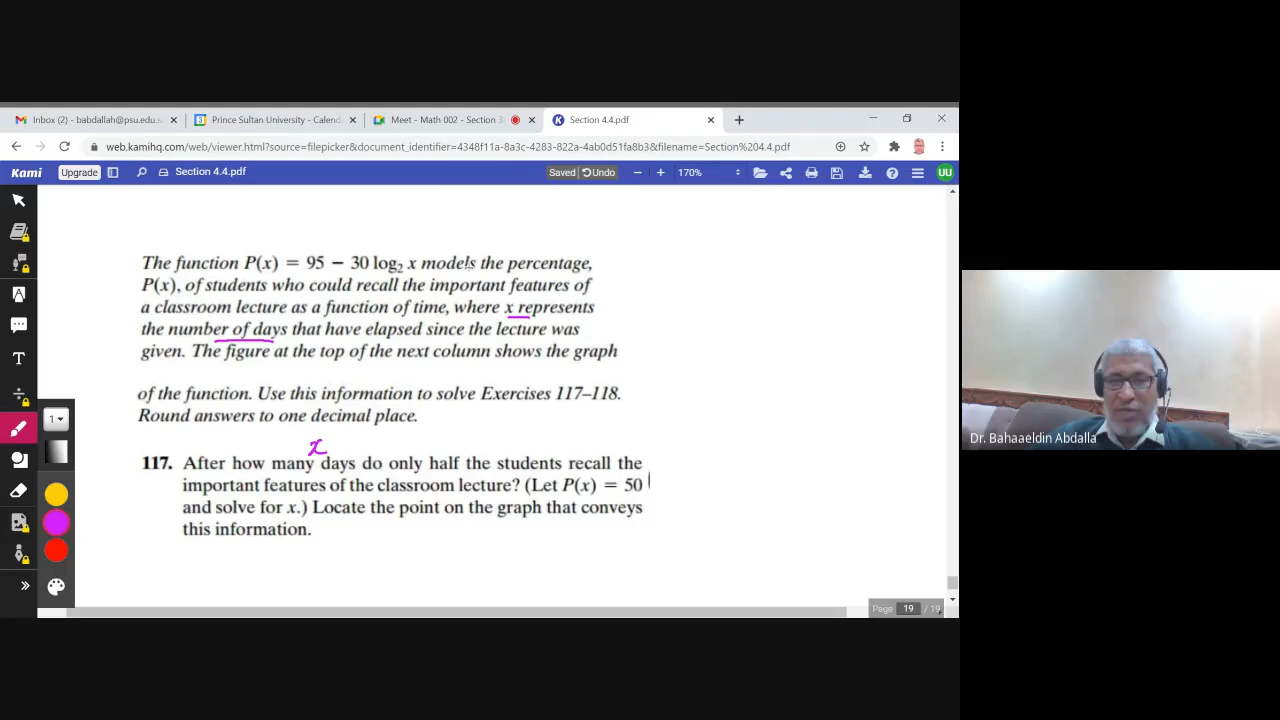 Inbox (2) - babdallah@psu.edu.s
Prince Sultan University - Calend
Meet - Math 002 - Section 3
Section 4.4.pdf
web.kamihq.com/web/viewer.html?source=filepicker&document_identifier=4348f11a-8a3c-4283-822a-4ab0d51fa8b3&filename=Section%204.4.pdf
Kami Upgrade Section 4.4.pdf Saved Undo 170% UU
The function P(x) = 95 − 30 log₂ x models the percentage,
P(x), of students who could recall the important features of
a classroom lecture as a function of time, where x represents
the number of days that have elapsed since the lecture was
given. The figure at the top of the next column shows the graph
of the function. Use this information to solve Exercises 117–118.
Round answers to one decimal place.
x
117. After how many days do only half the students recall the
important features of the classroom lecture? (Let P(x) = 50
and solve for x.) Locate the point on the graph that conveys
this information.
1
Page 19 / 19
Dr. Bahaaeldin Abdalla